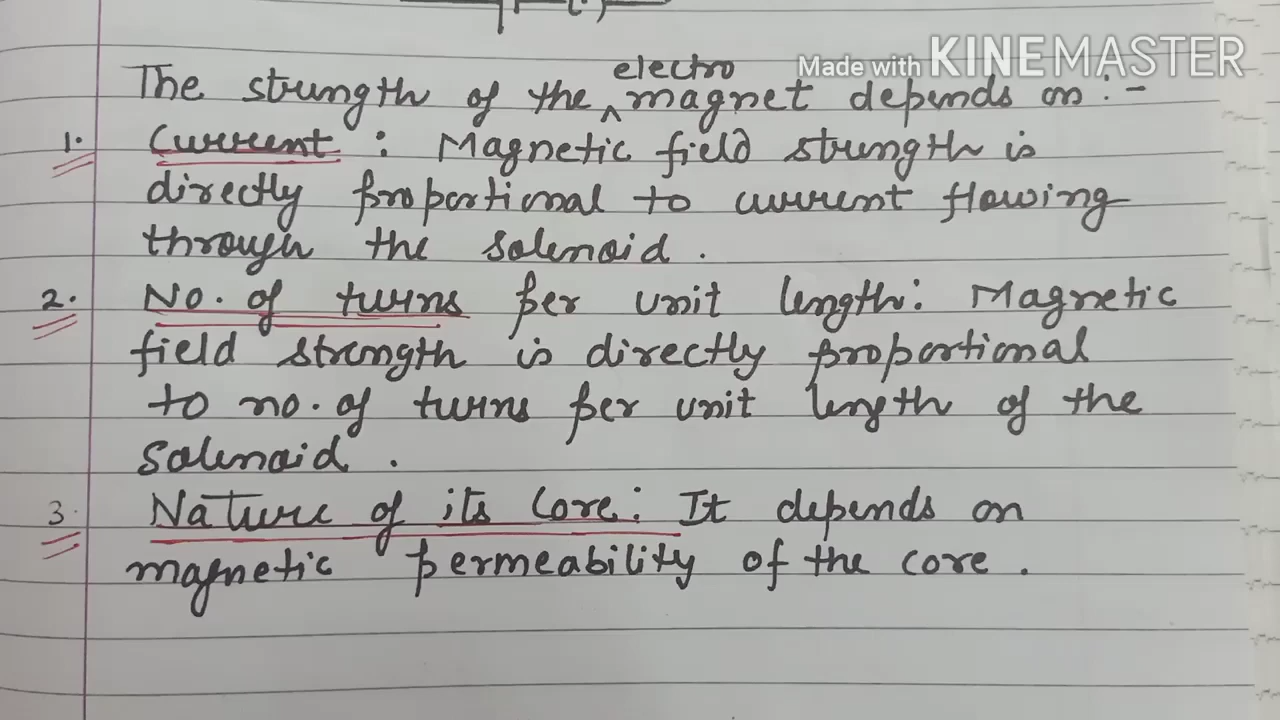 Made with KINEMASTER
The strength of the electro magnet depends on :-
1. Current : Magnetic field strength is
directly proportional to current flowing
through the solenoid .
2. No. of turns per unit length: Magnetic
field strength is directly proportional
to no. of turns per unit length of the
Solenoid .
3. Nature of its Core: It depends on
magnetic permeability of the core .